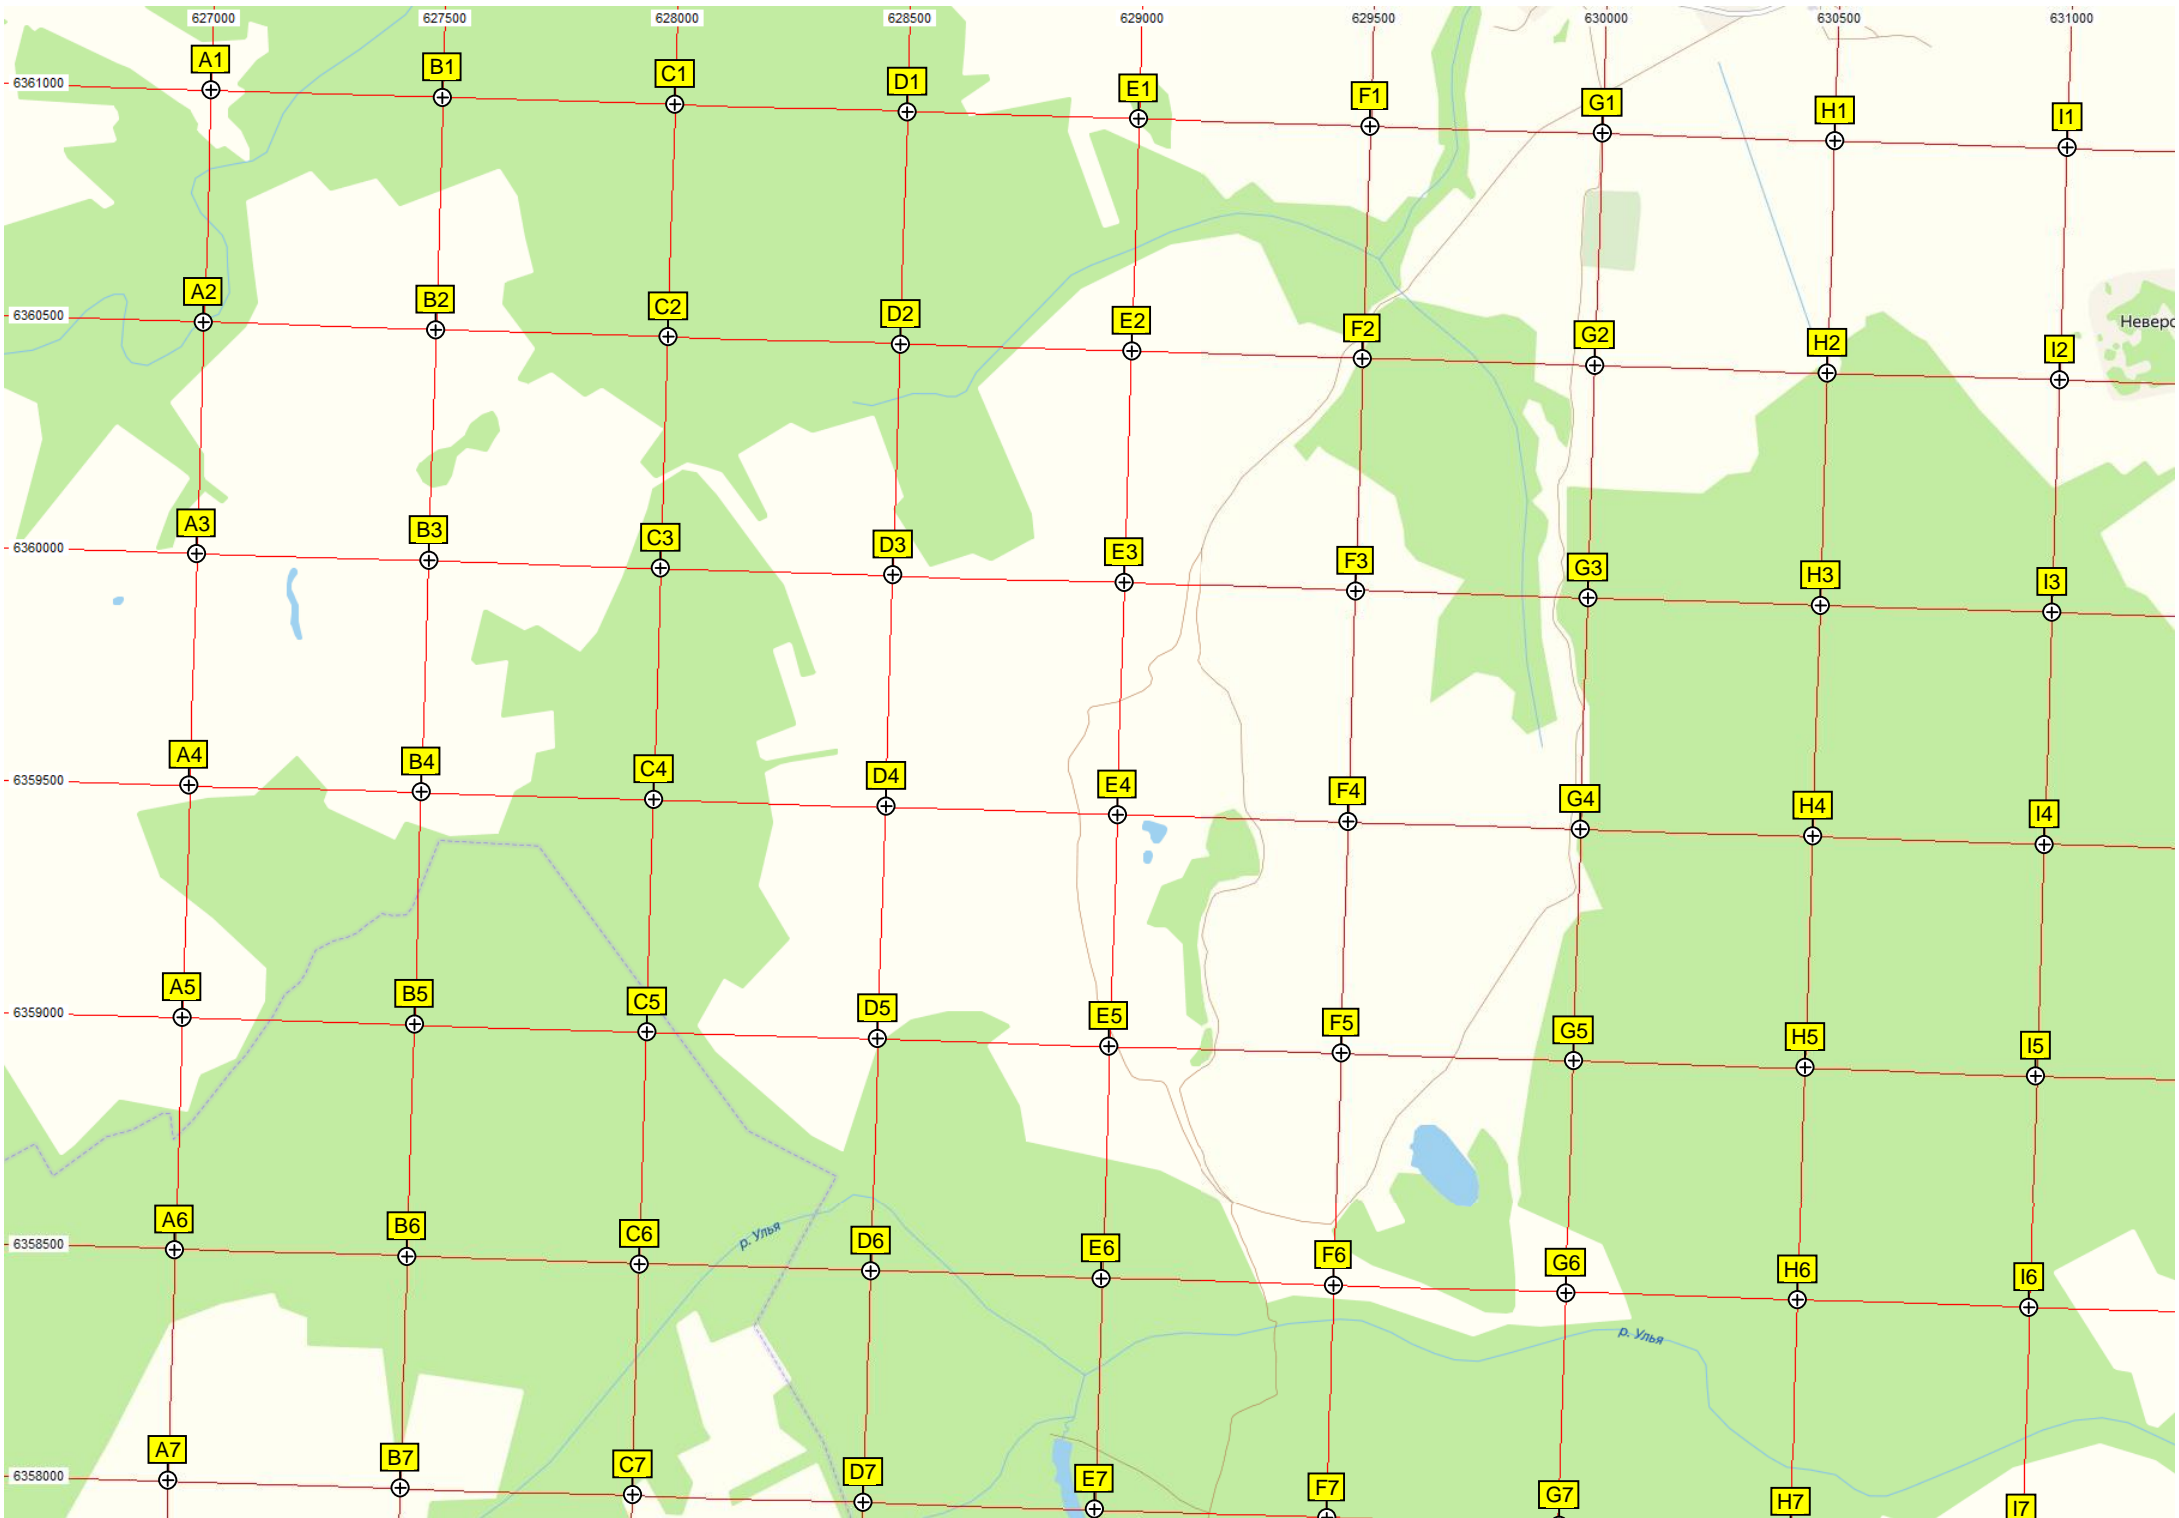 627000 627500 628000 628500 629000 629500 630000 630500 631000
6361000
A1 B1 C1 D1 E1 F1 G1 H1 I1
6360500
A2 B2 C2 D2 E2 F2 G2 H2 I2
6360000
A3 B3 C3 D3 E3 F3 G3 H3 I3
6359500
A4 B4 C4 D4 E4 F4 G4 H4 I4
6359000
A5 B5 C5 D5 E5 F5 G5 H5 I5
р. Улья
6358500
A6 B6 C6 D6 E6 F6 G6 H6 I6
р. Улья
6358000
A7 B7 C7 D7 E7 F7 G7 H7 I7